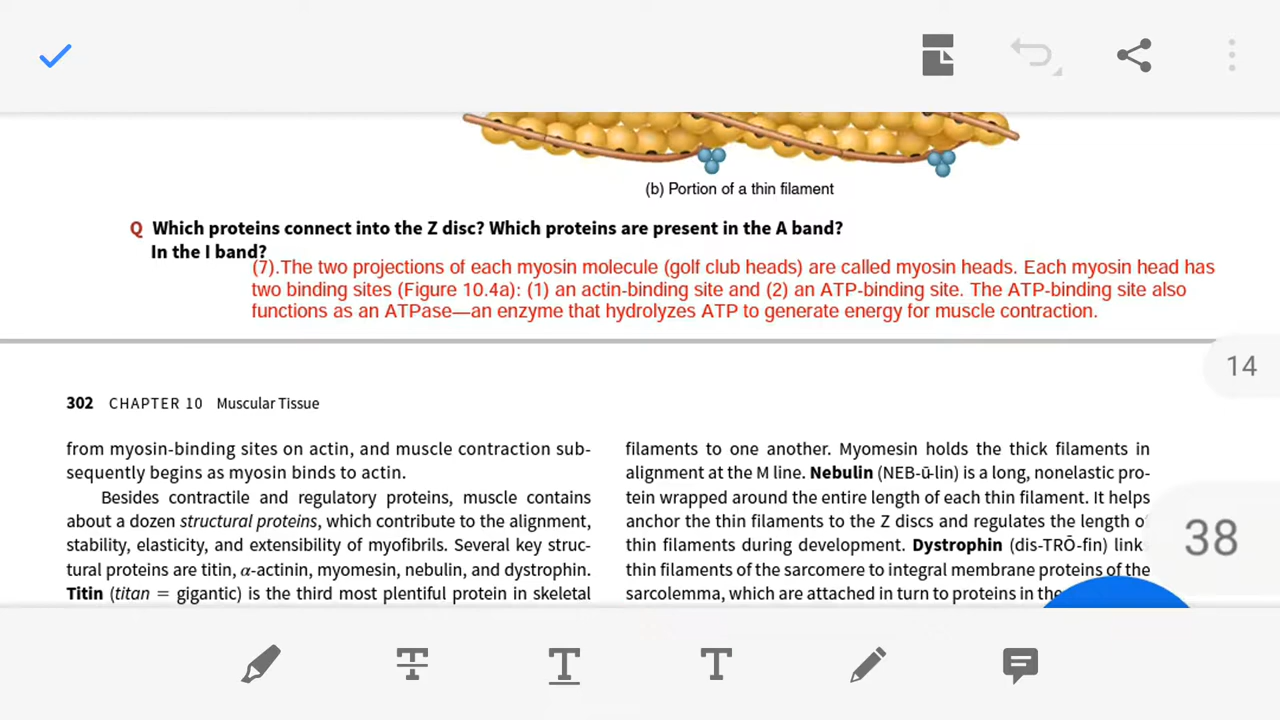 (b) Portion of a thin filament
Q Which proteins connect into the Z disc? Which proteins are present in the A band?
In the I band?
(7).The two projections of each myosin molecule (golf club heads) are called myosin heads. Each myosin head has
two binding sites (Figure 10.4a): (1) an actin-binding site and (2) an ATP-binding site. The ATP-binding site also
functions as an ATPase—an enzyme that hydrolyzes ATP to generate energy for muscle contraction.
14
302 CHAPTER 10 Muscular Tissue
from myosin-binding sites on actin, and muscle contraction sub-
sequently begins as myosin binds to actin.
Besides contractile and regulatory proteins, muscle contains
about a dozen structural proteins, which contribute to the alignment,
stability, elasticity, and extensibility of myofibrils. Several key struc-
tural proteins are titin, α-actinin, myomesin, nebulin, and dystrophin.
Titin (titan = gigantic) is the third most plentiful protein in skeletal
filaments to one another. Myomesin holds the thick filaments in
alignment at the M line. Nebulin (NEB-ū-lin) is a long, nonelastic pro-
tein wrapped around the entire length of each thin filament. It helps
anchor the thin filaments to the Z discs and regulates the length of
thin filaments during development. Dystrophin (dis-TRŌ-fin) link
thin filaments of the sarcomere to integral membrane proteins of the
sarcolemma, which are attached in turn to proteins in the
38
T
T
T